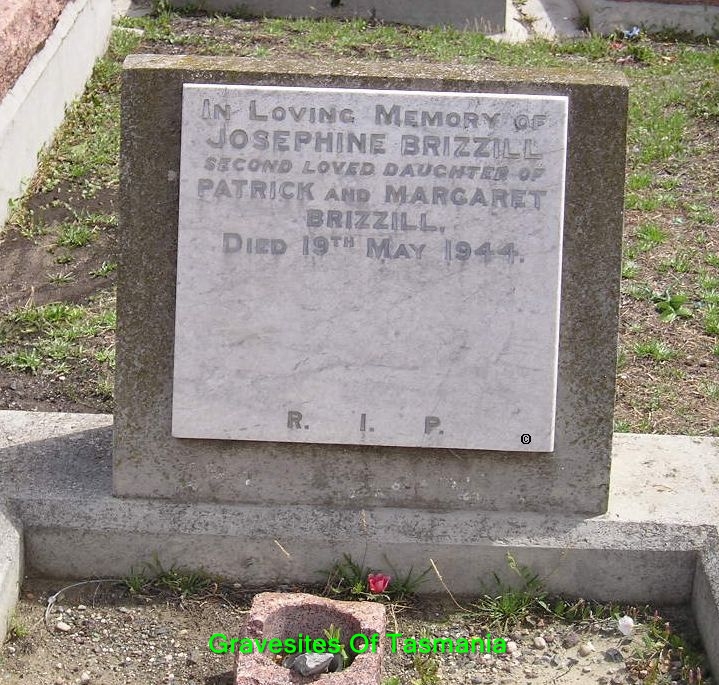 In Loving Memory of
JOSEPHINE BRIZZILL
SECOND LOVED DAUGHTER OF
PATRICK AND MARGARET
BRIZZILL.
Died 19TH May 1944.
R. I. P.
©
Gravesites Of Tasmania